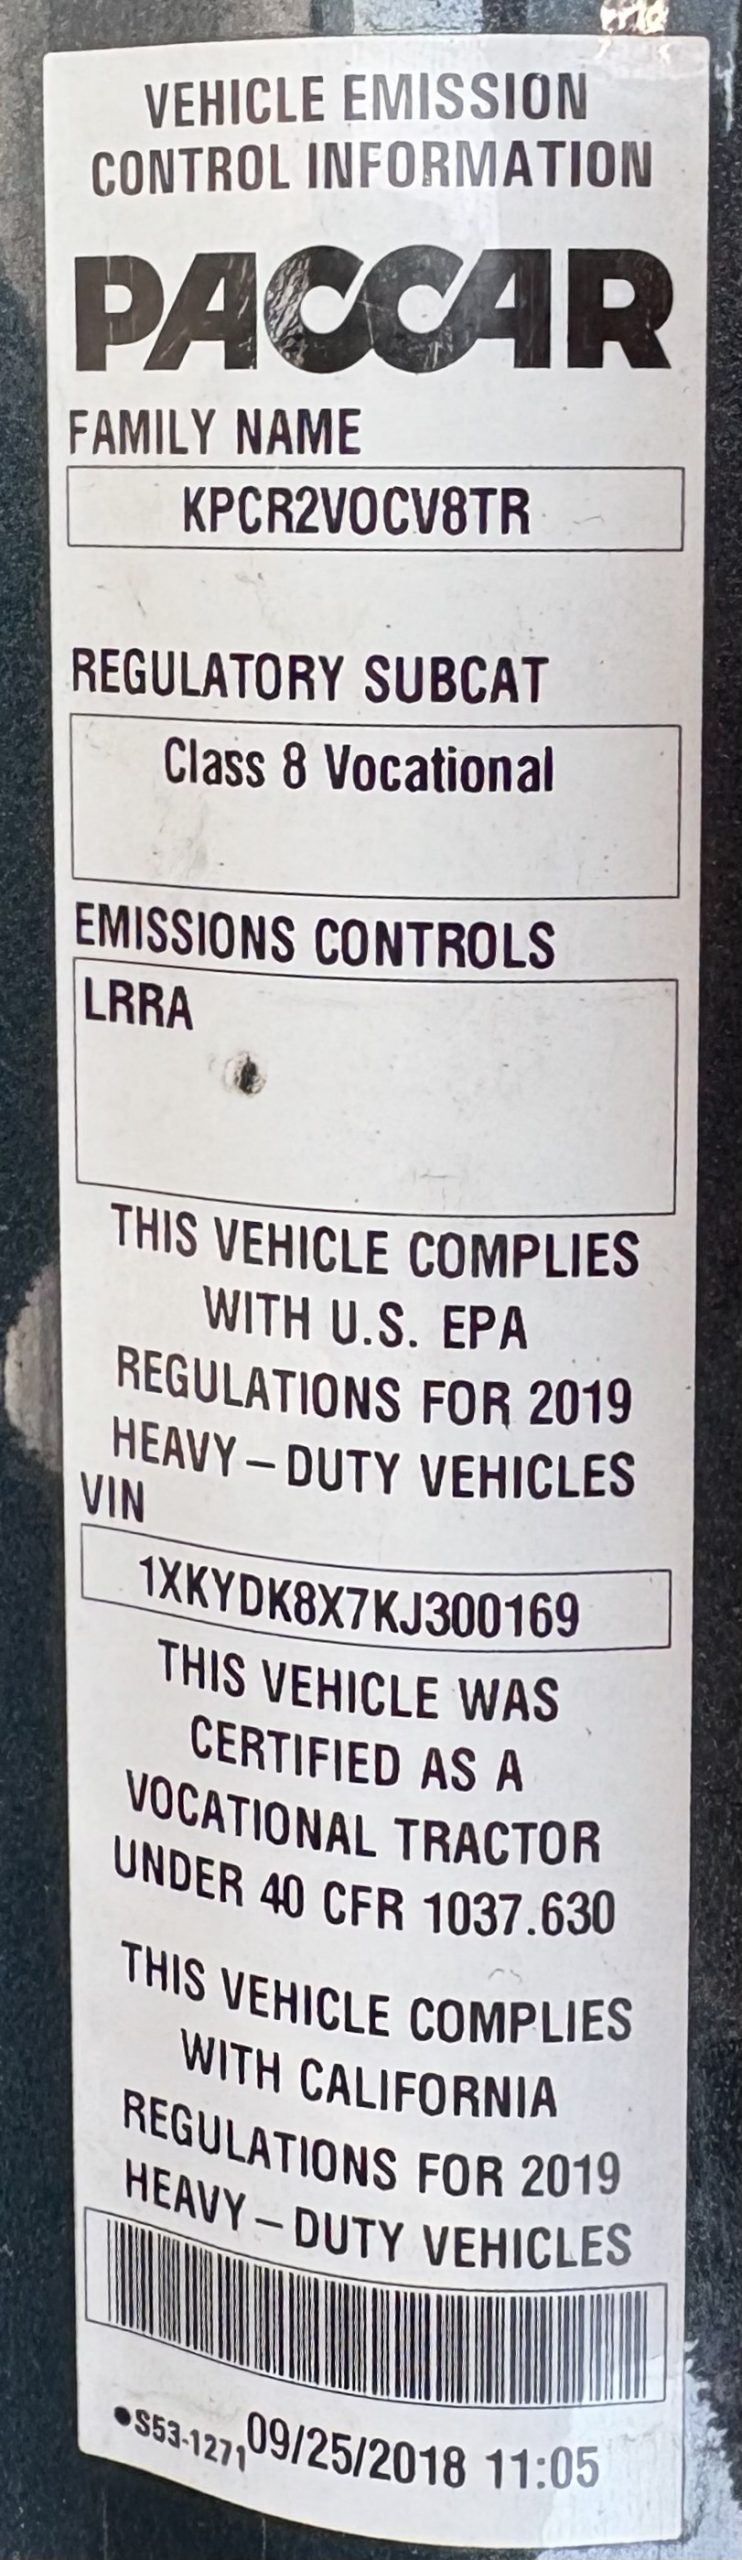 VEHICLE EMISSION
CONTROL INFORMATION
PACCAR
FAMILY NAME
KPCR2VOCV8TR
REGULATORY SUBCAT
Class 8 Vocational
EMISSIONS CONTROLS
LRRA
THIS VEHICLE COMPLIES
WITH U.S. EPA
REGULATIONS FOR 2019
HEAVY–DUTY VEHICLES
VIN
1XKYDK8X7KJ300169
THIS VEHICLE WAS
CERTIFIED AS A
VOCATIONAL TRACTOR
UNDER 40 CFR 1037.630
THIS VEHICLE COMPLIES
WITH CALIFORNIA
REGULATIONS FOR 2019
HEAVY–DUTY VEHICLES
●S53-1271 09/25/2018 11:05